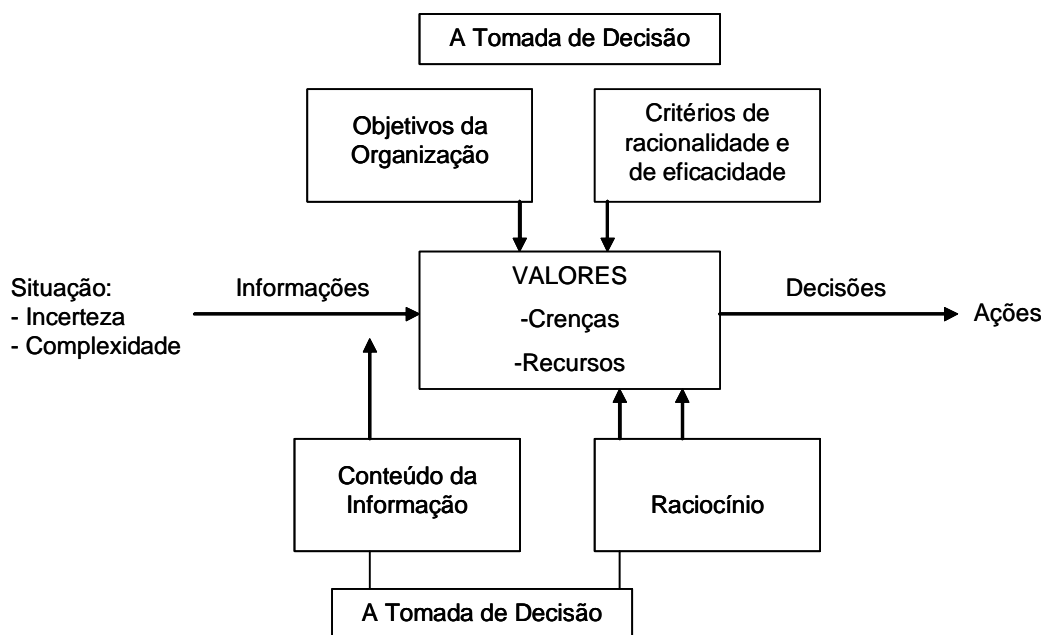 A Tomada de Decisão
Objetivos da
Organização
Critérios de
racionalidade e
de eficacidade
Situação:
- Incerteza
- Complexidade
Informações
VALORES
-Crenças
-Recursos
Decisões
Ações
Conteúdo da
Informação
Raciocínio
A Tomada de Decisão